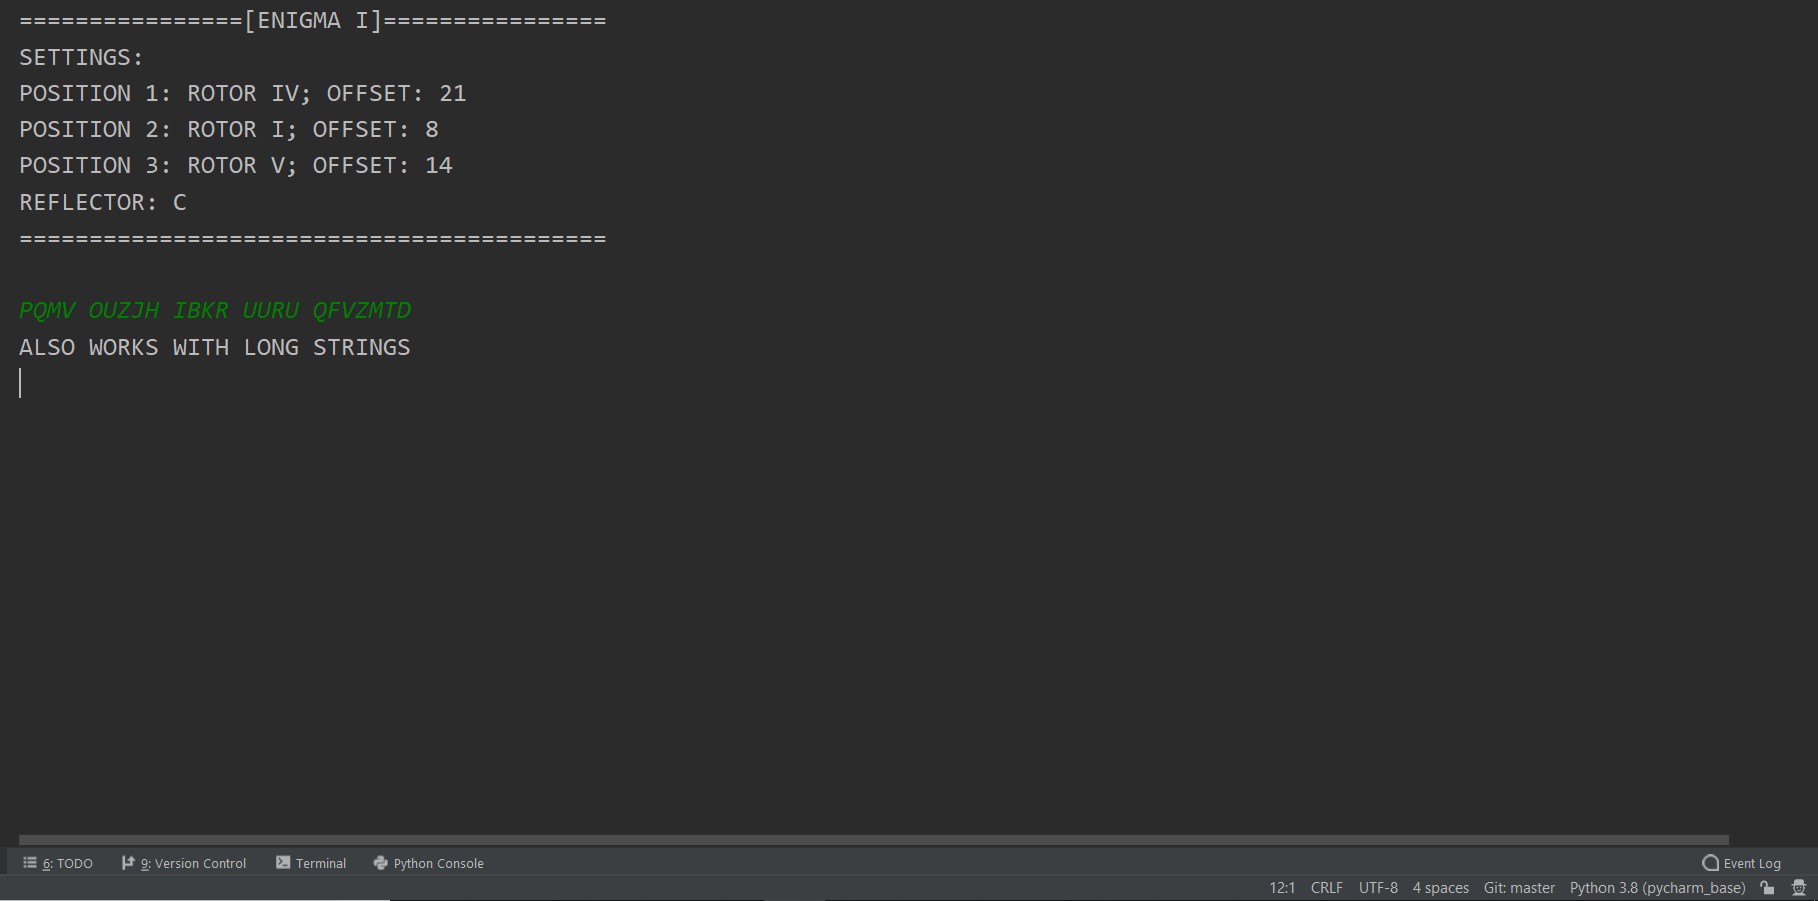 ================[ENIGMA I]================
SETTINGS:
POSITION 1: ROTOR IV; OFFSET: 21
POSITION 2: ROTOR I; OFFSET: 8
POSITION 3: ROTOR V; OFFSET: 14
REFLECTOR: C
==========================================
PQMV OUZJH IBKR UURU QFVZMTD
ALSO WORKS WITH LONG STRINGS
6: TODO 9: Version Control Terminal Python Console Event Log
12:1 CRLF UTF-8 4 spaces Git: master Python 3.8 (pycharm_base)